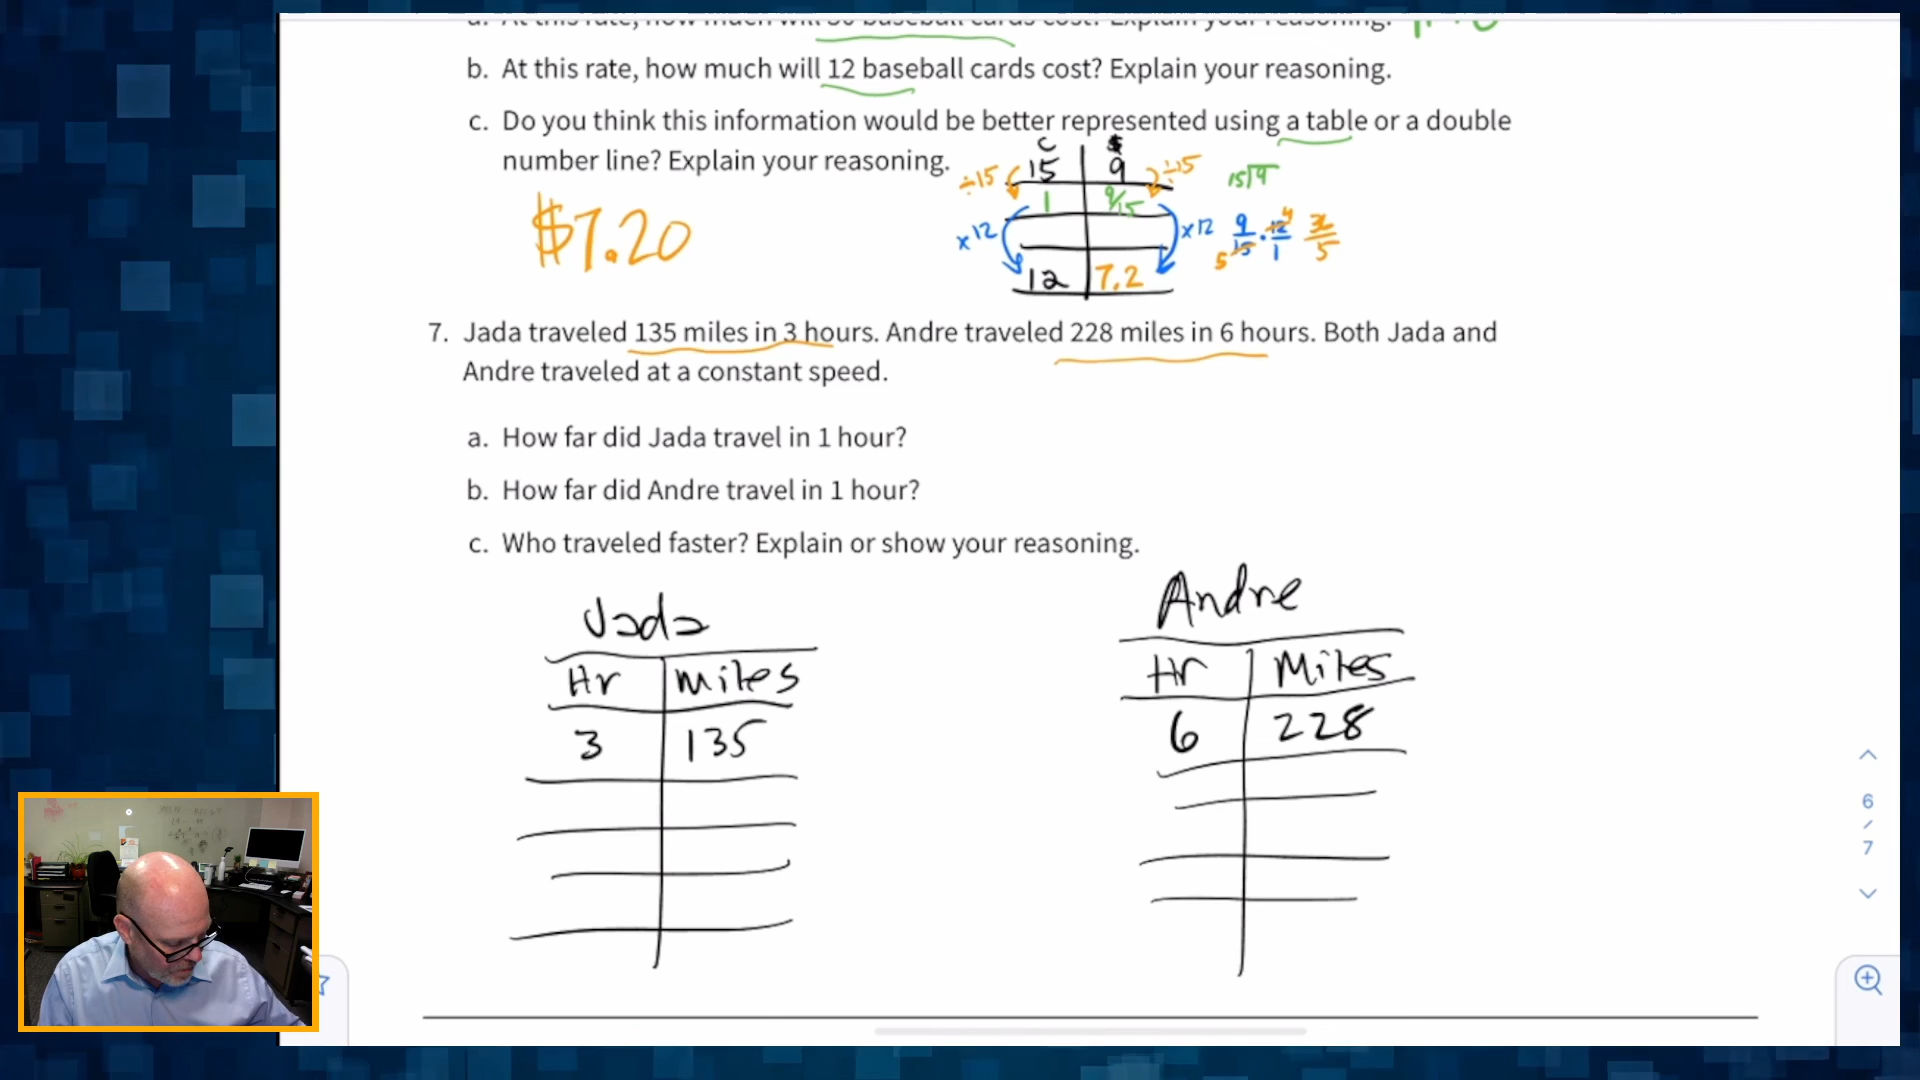 b. At this rate, how much will 12 baseball cards cost? Explain your reasoning.
c. Do you think this information would be better represented using a table or a double
number line? Explain your reasoning.
C $
÷15 15 9 ÷15 15)9
1 9/15
x12 x12 9/15 · 12/1 5 4 /5
12 7.2
$7.20
7. Jada traveled 135 miles in 3 hours. Andre traveled 228 miles in 6 hours. Both Jada and
Andre traveled at a constant speed.
a. How far did Jada travel in 1 hour?
b. How far did Andre travel in 1 hour?
c. Who traveled faster? Explain or show your reasoning.
Jada
Hr Miles
3 135
Andre
Hr Miles
6 228
6
/
7